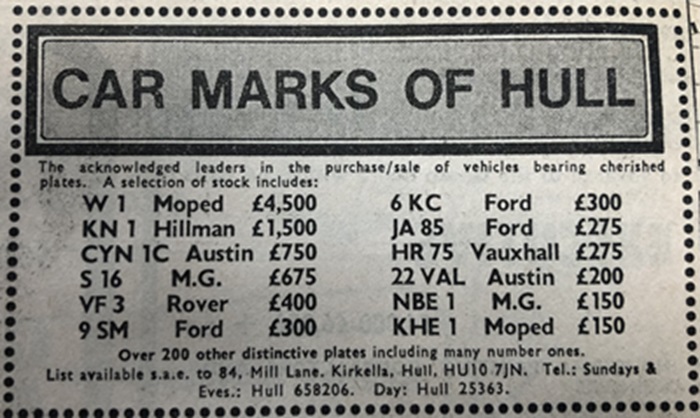 CAR MARKS OF HULL
The acknowledged leaders in the purchase/sale of vehicles bearing cherished
plates. A selection of stock includes:
W 1 Moped £4,500 6 KC Ford £300
KN 1 Hillman £1,500 JA 85 Ford £275
CYN 1C Austin £750 HR 75 Vauxhall £275
S 16 M.G. £675 22 VAL Austin £200
VF 3 Rover £400 NBE 1 M.G. £150
9 SM Ford £300 KHE 1 Moped £150
Over 200 other distinctive plates including many number ones.
List available s.a.e. to 84, Mill Lane, Kirkella, Hull, HU10 7JN. Tel.: Sundays &
Eves.: Hull 658206. Day: Hull 25363.